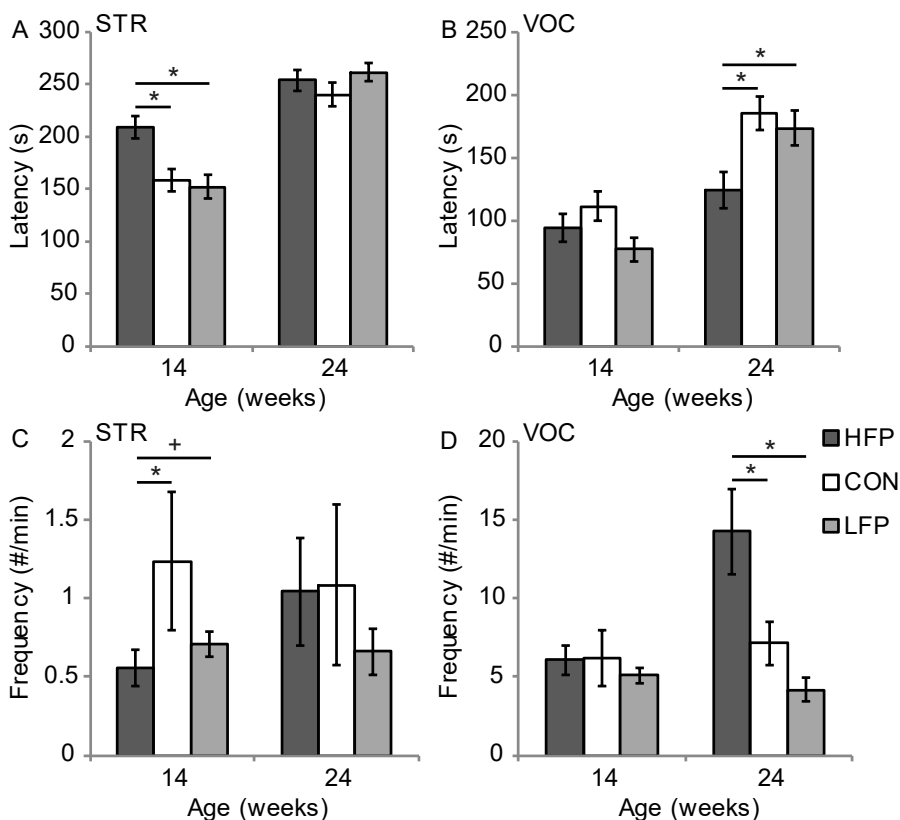 A STR
300
250
200
150
100
50
0
Latency (s)
* *
14 24
Age (weeks)
B VOC
250
200
150
100
50
0
Latency (s)
* *
14 24
Age (weeks)
C STR
2
1.5
1
0.5
0
Frequency (#/min)
+
*
14 24
Age (weeks)
D VOC
20
15
10
5
0
Frequency (#/min)
*
*
14 24
Age (weeks)
HFP
CON
LFP